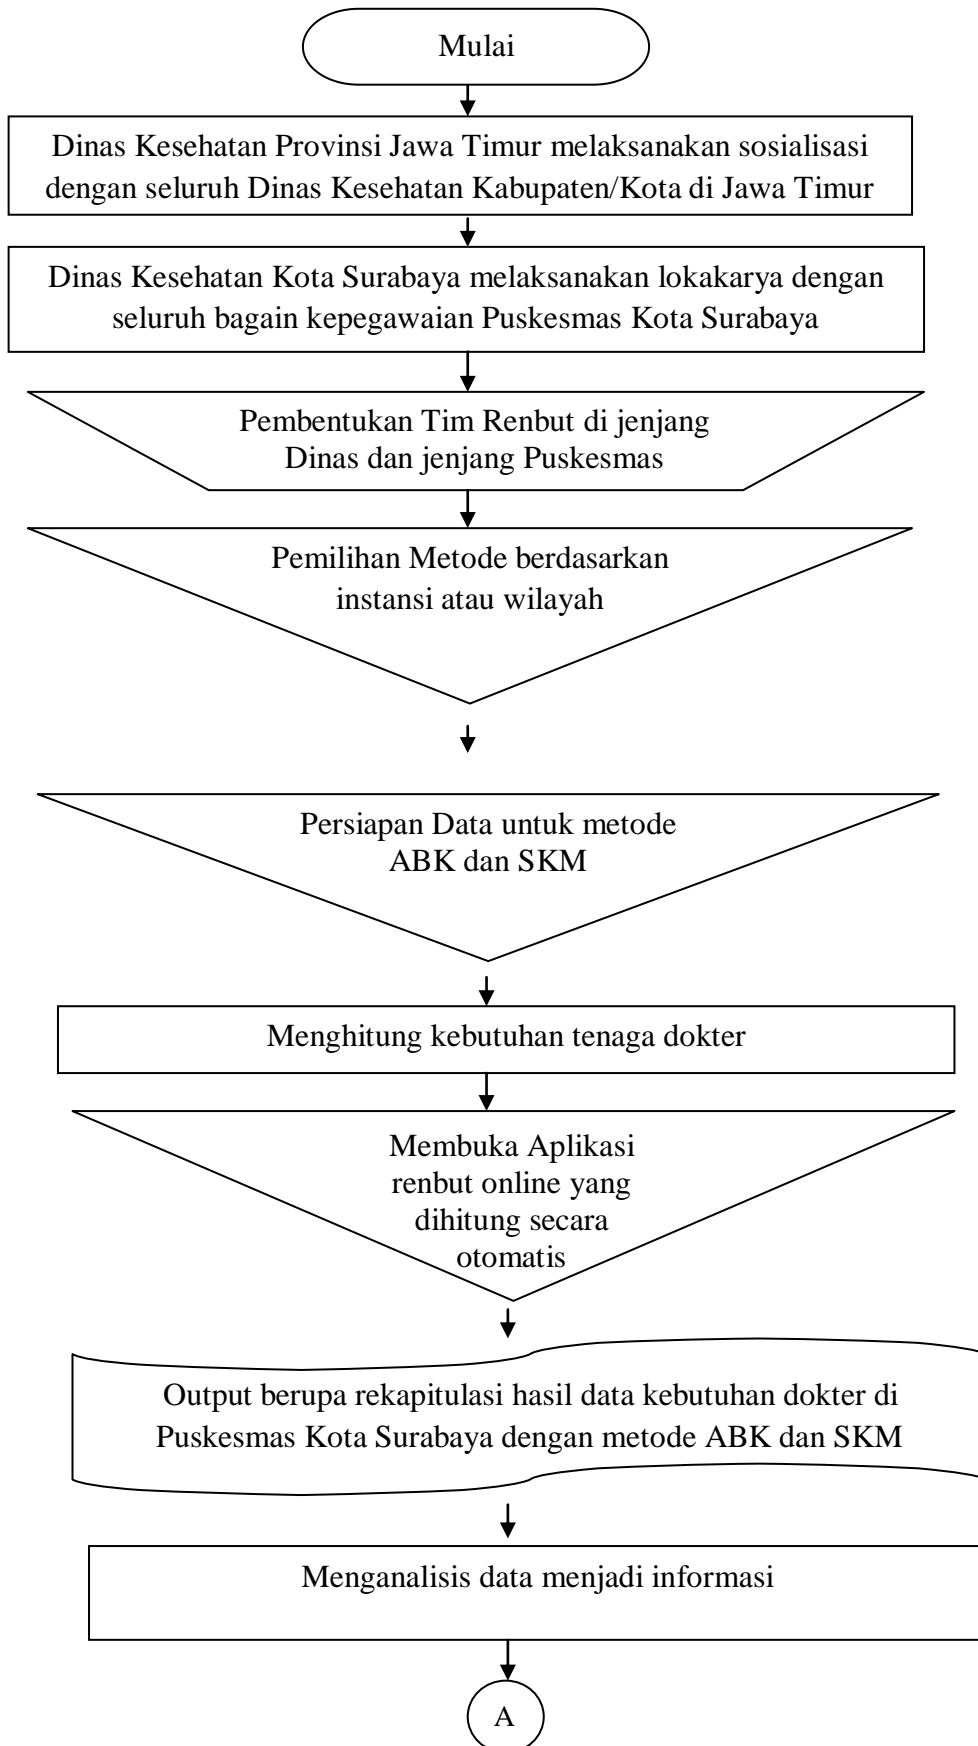 Mulai
Dinas Kesehatan Provinsi Jawa Timur melaksanakan sosialisasi
dengan seluruh Dinas Kesehatan Kabupaten/Kota di Jawa Timur
Dinas Kesehatan Kota Surabaya melaksanakan lokakarya dengan
seluruh bagain kepegawaian Puskesmas Kota Surabaya
Pembentukan Tim Renbut di jenjang
Dinas dan jenjang Puskesmas
Pemilihan Metode berdasarkan
instansi atau wilayah
Persiapan Data untuk metode
ABK dan SKM
Menghitung kebutuhan tenaga dokter
Membuka Aplikasi
renbut online yang
dihitung secara
otomatis
Output berupa rekapitulasi hasil data kebutuhan dokter di
Puskesmas Kota Surabaya dengan metode ABK dan SKM
Menganalisis data menjadi informasi
A